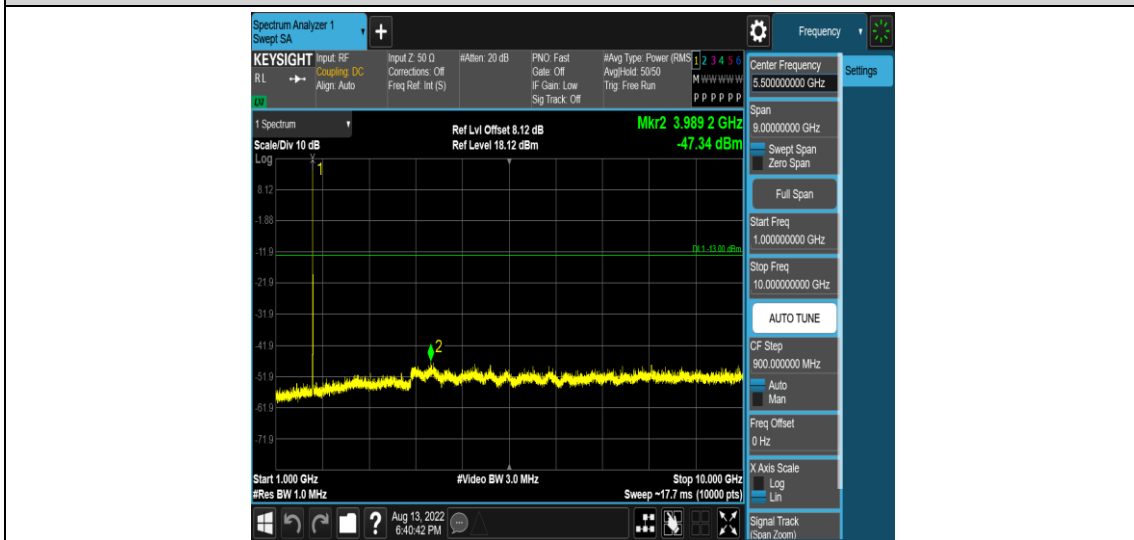 Spectrum Analyzer 1
Swept SA
Frequency
KEYSIGHT
RL
LXI
Input: RF
Coupling: DC
Align: Auto
Input Z: 50 Ω
Corrections: Off
Freq Ref: Int (S)
#Atten: 20 dB
PNO: Fast
Gate: Off
IF Gain: Low
Sig Track: Off
#Avg Type: Power (RMS
Avg|Hold: 50/50
Trig: Free Run
1 2 3 4 5 6
M W W W W W
P P P P P P
1 Spectrum
Scale/Div 10 dB
Ref Lvl Offset 8.12 dB
Ref Level 18.12 dBm
Mkr2 3.989 2 GHz
-47.34 dBm
Log
1
8.12
-1.88
-11.9
DL1 -13.00 dBm
-21.9
-31.9
-41.9
2
-51.9
-61.9
-71.9
Start 1.000 GHz
#Video BW 3.0 MHz
Stop 10.000 GHz
#Res BW 1.0 MHz
Sweep ~17.7 ms (10000 pts)
Aug 13, 2022
6:40:42 PM
Center Frequency
5.500000000 GHz
Settings
Span
9.00000000 GHz
Swept Span
Zero Span
Full Span
Start Freq
1.000000000 GHz
Stop Freq
10.000000000 GHz
AUTO TUNE
CF Step
900.000000 MHz
Auto
Man
Freq Offset
0 Hz
X Axis Scale
Log
Lin
Signal Track
(Span Zoom)